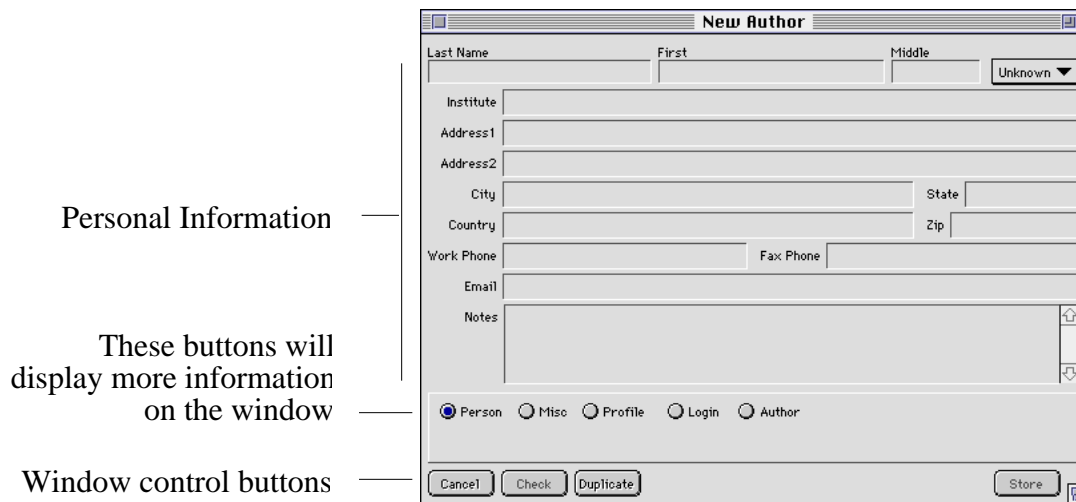 New Author
Last Name First Middle
Unknown
Institute
Address1
Address2
City State
Country Zip
Work Phone Fax Phone
Email
Notes
Person Misc Profile Login Author
Cancel Check Duplicate Store
Personal Information
These buttons will
display more information
on the window
Window control buttons